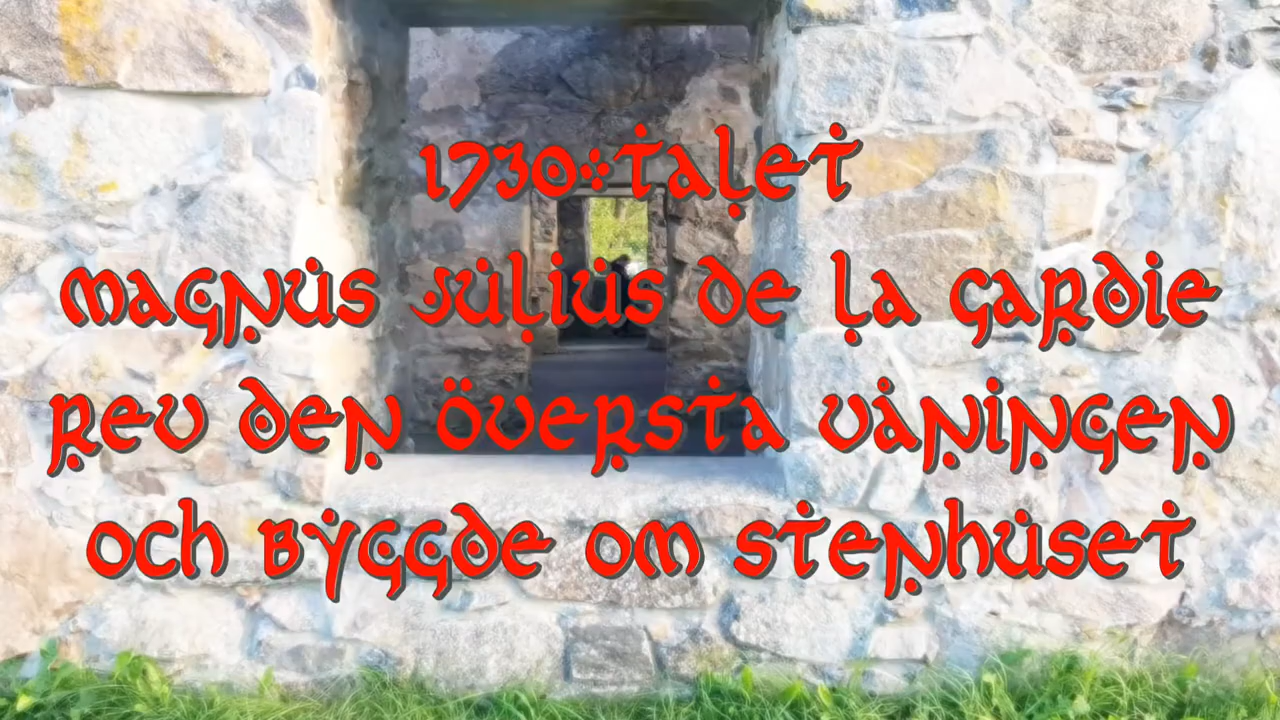 1730-talet
Magnus Julius de la Gardie
rev den översta våningen
och byggde om stenhuset